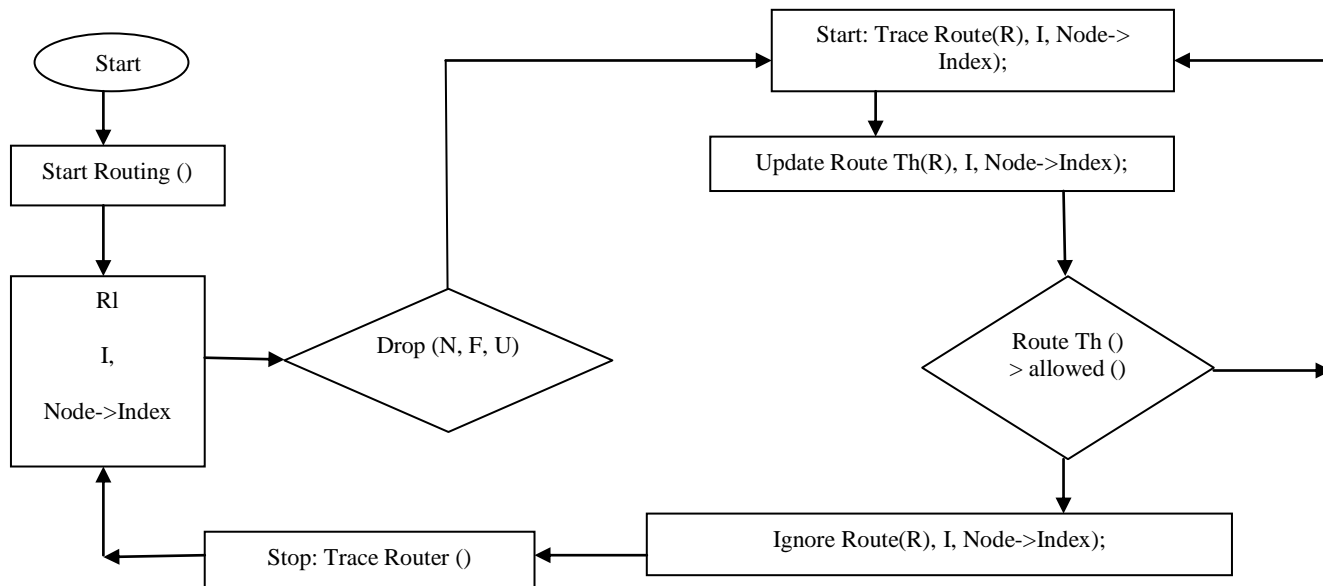 Start
Start Routing ()
Rl
I,
Node->Index
Drop (N, F, U)
Start: Trace Route(R), I, Node->
Index);
Update Route Th(R), I, Node->Index);
Route Th ()
> allowed ()
Ignore Route(R), I, Node->Index);
Stop: Trace Router ()